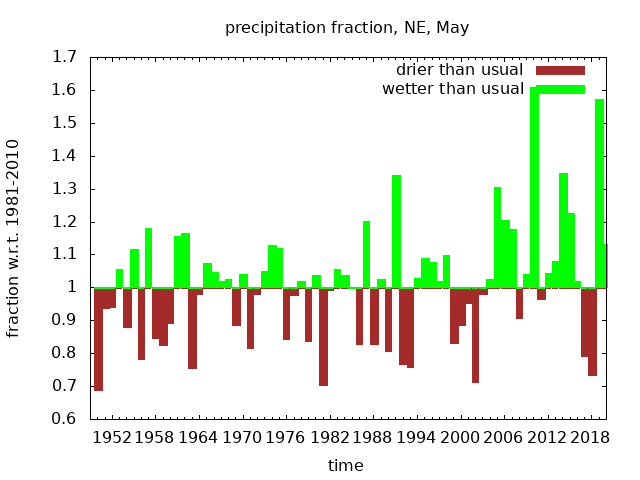 precipitation fraction, NE, May
drier than usual
wetter than usual
1.7
1.6
1.5
1.4
1.3
1.2
1.1
1
0.9
0.8
0.7
0.6
fraction w.r.t. 1981-2010
1952 1958 1964 1970 1976 1982 1988 1994 2000 2006 2012 2018
time